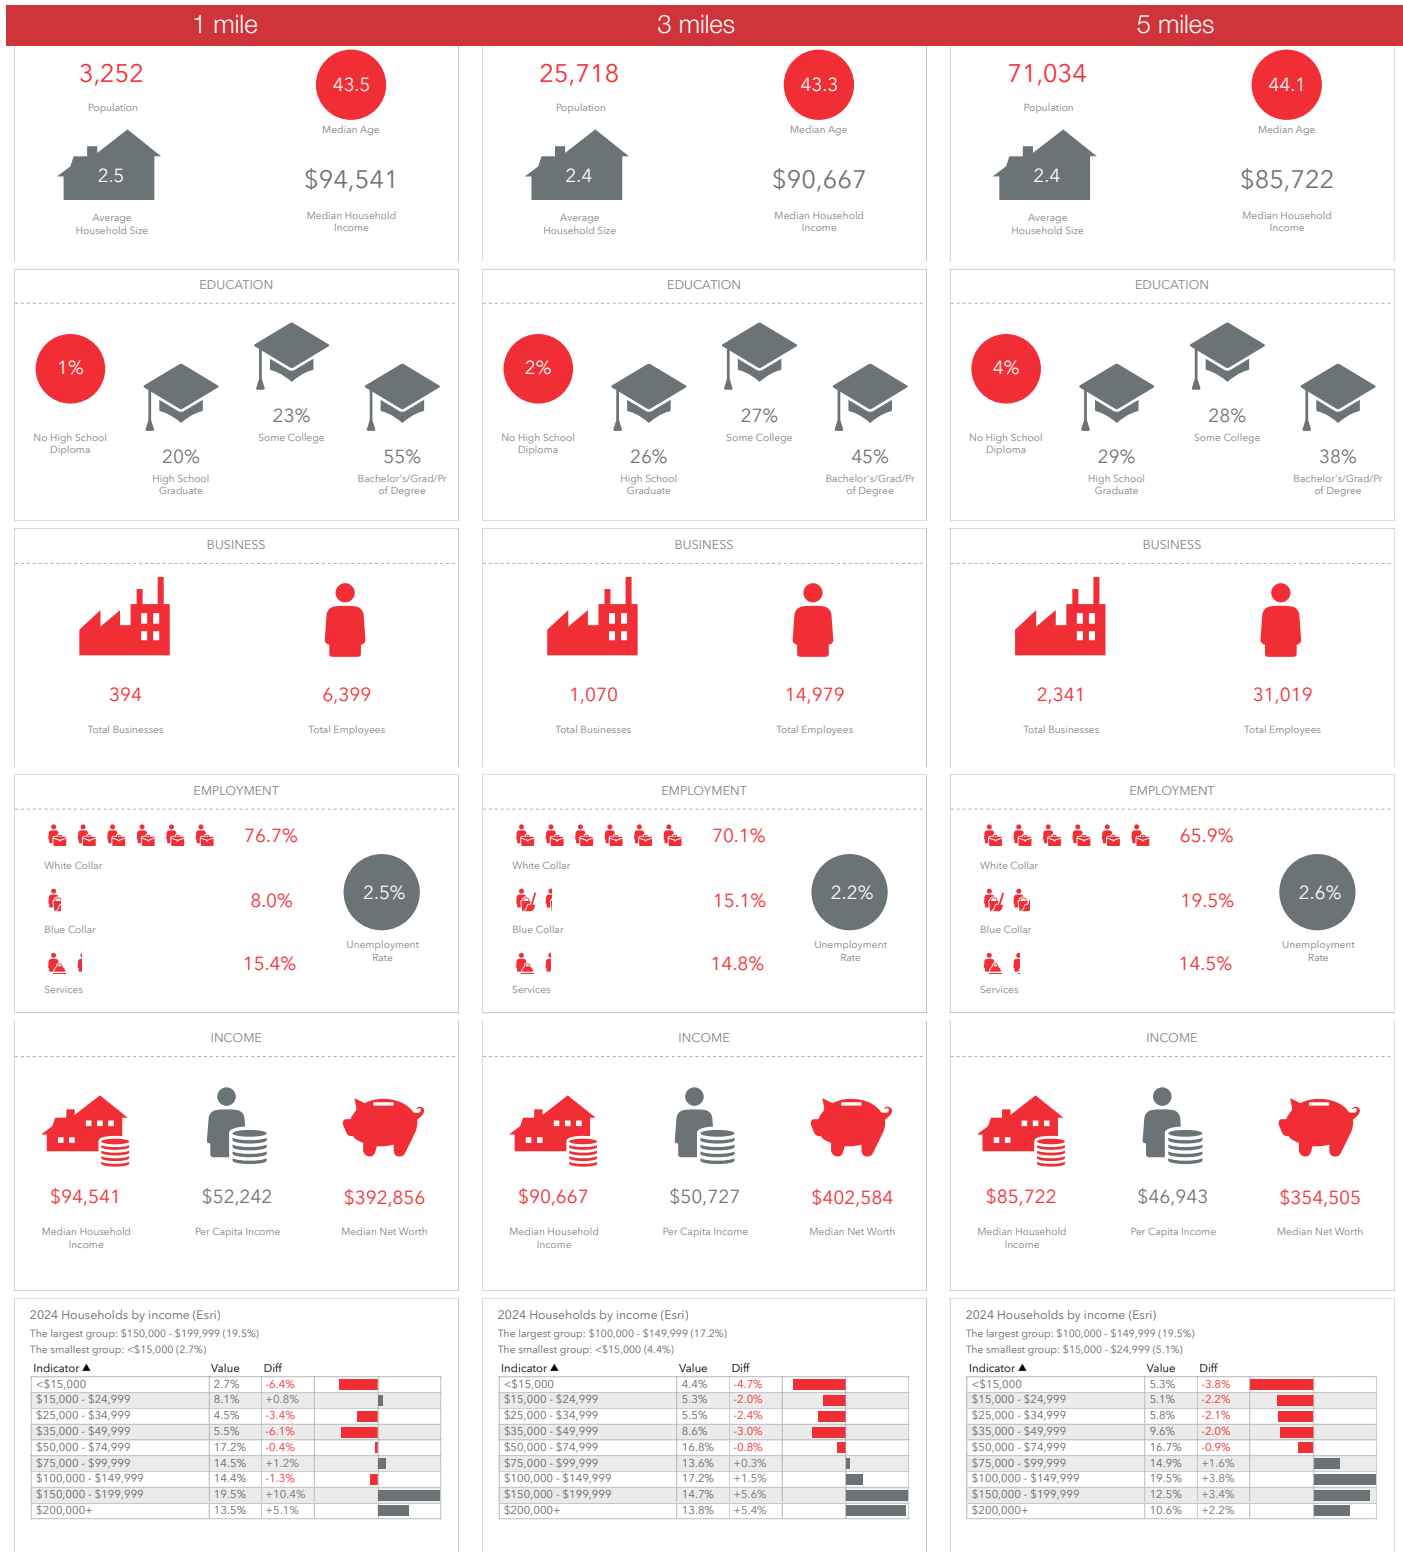 1 mile
3 miles
5 miles
3,252
Population
43.5
Median Age
2.5
Average
Household Size
$94,541
Median Household
Income
25,718
Population
43.3
Median Age
2.4
Average
Household Size
$90,667
Median Household
Income
71,034
Population
44.1
Median Age
2.4
Average
Household Size
$85,722
Median Household
Income
EDUCATION
1%
No High School
Diploma
20%
High School
Graduate
23%
Some College
55%
Bachelor's/Grad/Pr
of Degree
EDUCATION
2%
No High School
Diploma
26%
High School
Graduate
27%
Some College
45%
Bachelor's/Grad/Pr
of Degree
EDUCATION
4%
No High School
Diploma
29%
High School
Graduate
28%
Some College
38%
Bachelor's/Grad/Pr
of Degree
BUSINESS
394
Total Businesses
6,399
Total Employees
BUSINESS
1,070
Total Businesses
14,979
Total Employees
BUSINESS
2,341
Total Businesses
31,019
Total Employees
EMPLOYMENT
76.7%
White Collar
8.0%
Blue Collar
15.4%
Services
2.5%
Unemployment
Rate
EMPLOYMENT
70.1%
White Collar
15.1%
Blue Collar
14.8%
Services
2.2%
Unemployment
Rate
EMPLOYMENT
65.9%
White Collar
19.5%
Blue Collar
14.5%
Services
2.6%
Unemployment
Rate
INCOME
$94,541
Median Household
Income
$52,242
Per Capita Income
$392,856
Median Net Worth
INCOME
$90,667
Median Household
Income
$50,727
Per Capita Income
$402,584
Median Net Worth
INCOME
$85,722
Median Household
Income
$46,943
Per Capita Income
$354,505
Median Net Worth
2024 Households by income (Esri)
The largest group: $150,000 - $199,999 (19.5%)
The smallest group: <$15,000 (2.7%)
Indicator ▲ Value Diff
<$15,000 2.7% -6.4%
$15,000 - $24,999 8.1% +0.8%
$25,000 - $34,999 4.5% -3.4%
$35,000 - $49,999 5.5% -6.1%
$50,000 - $74,999 17.2% -0.4%
$75,000 - $99,999 14.5% +1.2%
$100,000 - $149,999 14.4% -1.3%
$150,000 - $199,999 19.5% +10.4%
$200,000+ 13.5% +5.1%
2024 Households by income (Esri)
The largest group: $100,000 - $149,999 (17.2%)
The smallest group: <$15,000 (4.4%)
Indicator ▲ Value Diff
<$15,000 4.4% -4.7%
$15,000 - $24,999 5.3% -2.0%
$25,000 - $34,999 5.5% -2.4%
$35,000 - $49,999 8.6% -3.0%
$50,000 - $74,999 16.8% -0.8%
$75,000 - $99,999 13.6% +0.3%
$100,000 - $149,999 17.2% +1.5%
$150,000 - $199,999 14.7% +5.6%
$200,000+ 13.8% +5.4%
2024 Households by income (Esri)
The largest group: $100,000 - $149,999 (19.5%)
The smallest group: $15,000 - $24,999 (5.1%)
Indicator ▲ Value Diff
<$15,000 5.3% -3.8%
$15,000 - $24,999 5.1% -2.2%
$25,000 - $34,999 5.8% -2.1%
$35,000 - $49,999 9.6% -2.0%
$50,000 - $74,999 16.7% -0.9%
$75,000 - $99,999 14.9% +1.6%
$100,000 - $149,999 19.5% +3.8%
$150,000 - $199,999 12.5% +3.4%
$200,000+ 10.6% +2.2%